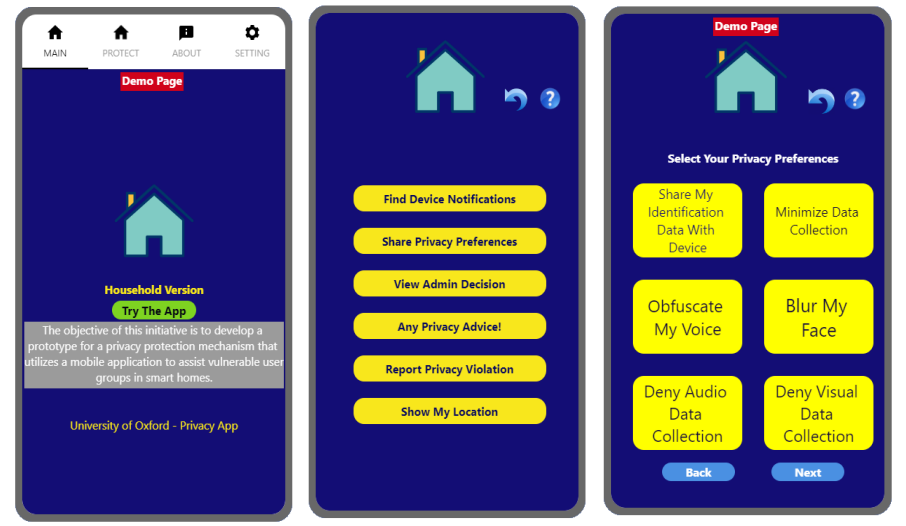 MAIN PROTECT ABOUT SETTING
Demo Page
Household Version
Try The App
The objective of this initiative is to develop a
prototype for a privacy protection mechanism that
utilizes a mobile application to assist vulnerable user
groups in smart homes.
University of Oxford - Privacy App
?
Find Device Notifications
Share Privacy Preferences
View Admin Decision
Any Privacy Advice!
Report Privacy Violation
Show My Location
Demo Page
?
Select Your Privacy Preferences
Share My
Identification
Data With
Device
Minimize Data
Collection
Obfuscate
My Voice
Blur My
Face
Deny Audio
Data
Collection
Deny Visual
Data
Collection
Back
Next